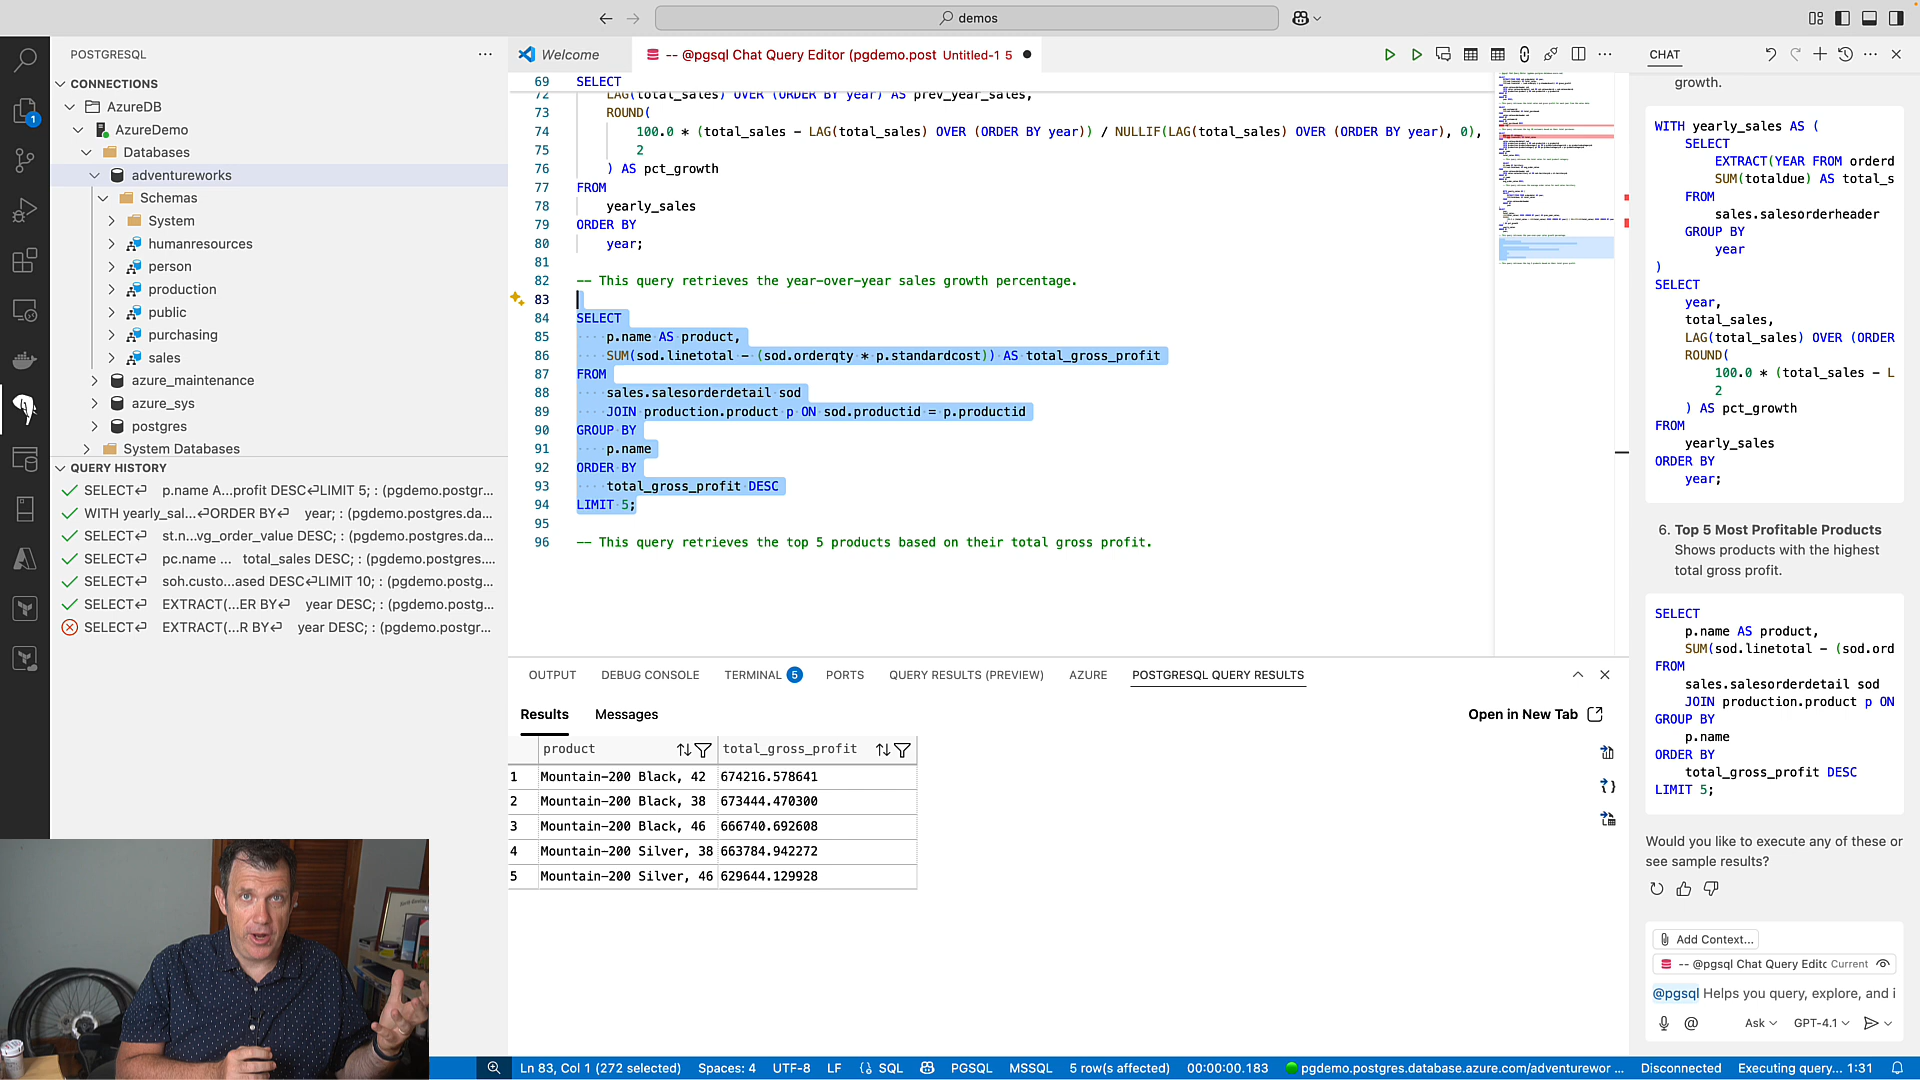 demos
POSTGRESQL
CONNECTIONS
AzureDB
AzureDemo
Databases
adventureworks
Schemas
System
humanresources
person
production
public
purchasing
sales
azure_maintenance
azure_sys
postgres
System Databases
QUERY HISTORY
SELECT↵ p.name A...profit DESC↵LIMIT 5; : (pgdemo.postgr...
WITH yearly_sal...↵ORDER BY↵ year; : (pgdemo.postgres.da...
SELECT↵ st.n...vg_order_value DESC; : (pgdemo.postgres.da...
SELECT↵ pc.name ... total_sales DESC; : (pgdemo.postgres....
SELECT↵ soh.custo...ased DESC↵LIMIT 10; : (pgdemo.postg...
SELECT↵ EXTRACT(...ER BY↵ year DESC; : (pgdemo.postg...
SELECT↵ EXTRACT(...R BY↵ year DESC; : (pgdemo.postgr...
1
Welcome
-- @pgsql Chat Query Editor (pgdemo.post Untitled-1 5
69 SELECT
72 LAG(total_sales) OVER (ORDER BY year) AS prev_year_sales,
73 ROUND(
74 100.0 * (total_sales - LAG(total_sales) OVER (ORDER BY year)) / NULLIF(LAG(total_sales) OVER (ORDER BY year), 0),
75 2
76 ) AS pct_growth
77 FROM
78 yearly_sales
79 ORDER BY
80 year;
81
82 -- This query retrieves the year-over-year sales growth percentage.
83
84 SELECT
85 p.name AS product,
86 SUM(sod.linetotal - (sod.orderqty * p.standardcost)) AS total_gross_profit
87 FROM
88 sales.salesorderdetail sod
89 JOIN production.product p ON sod.productid = p.productid
90 GROUP BY
91 p.name
92 ORDER BY
93 total_gross_profit DESC
94 LIMIT 5;
95
96 -- This query retrieves the top 5 products based on their total gross profit.
OUTPUT DEBUG CONSOLE TERMINAL 5 PORTS QUERY RESULTS (PREVIEW) AZURE POSTGRESQL QUERY RESULTS
Results Messages Open in New Tab
product total_gross_profit
1 Mountain-200 Black, 42 674216.578641
2 Mountain-200 Black, 38 673444.470300
3 Mountain-200 Black, 46 666740.692608
4 Mountain-200 Silver, 38 663784.942272
5 Mountain-200 Silver, 46 629644.129928
CHAT
growth.
WITH yearly_sales AS (
SELECT
EXTRACT(YEAR FROM orderd
SUM(totaldue) AS total_s
FROM
sales.salesorderheader
GROUP BY
year
)
SELECT
year,
total_sales,
LAG(total_sales) OVER (ORDER
ROUND(
100.0 * (total_sales - L
2
) AS pct_growth
FROM
yearly_sales
ORDER BY
year;
6. Top 5 Most Profitable Products
Shows products with the highest
total gross profit.
SELECT
p.name AS product,
SUM(sod.linetotal - (sod.ord
FROM
sales.salesorderdetail sod
JOIN production.product p ON
GROUP BY
p.name
ORDER BY
total_gross_profit DESC
LIMIT 5;
Would you like to execute any of these or
see sample results?
Add Context...
-- @pgsql Chat Query Editc Current
@pgsql Helps you query, explore, and i
Ask GPT-4.1
Ln 83, Col 1 (272 selected) Spaces: 4 UTF-8 LF SQL PGSQL MSSQL 5 row(s) affected) 00:00:00.183 pgdemo.postgres.database.azure.com/adventurewor ... Disconnected Executing query... 1:31